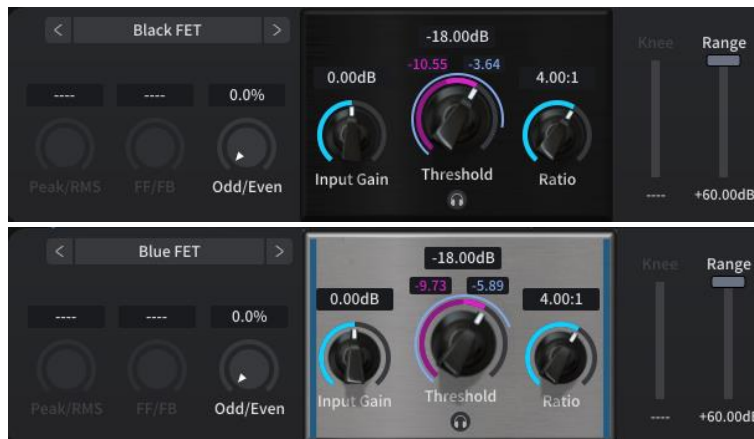 < Black FET >
-18.00dB
Knee Range
-10.55 -3.64
0.00dB 4.00:1
---- ---- 0.0%
Peak/RMS FF/FB Odd/Even
Input Gain Threshold Ratio
---- +60.00dB
< Blue FET >
-18.00dB
Knee Range
-9.73 -5.89
0.00dB 4.00:1
---- ---- 0.0%
Input Gain Threshold Ratio
Peak/RMS FF/FB Odd/Even
---- +60.00dB